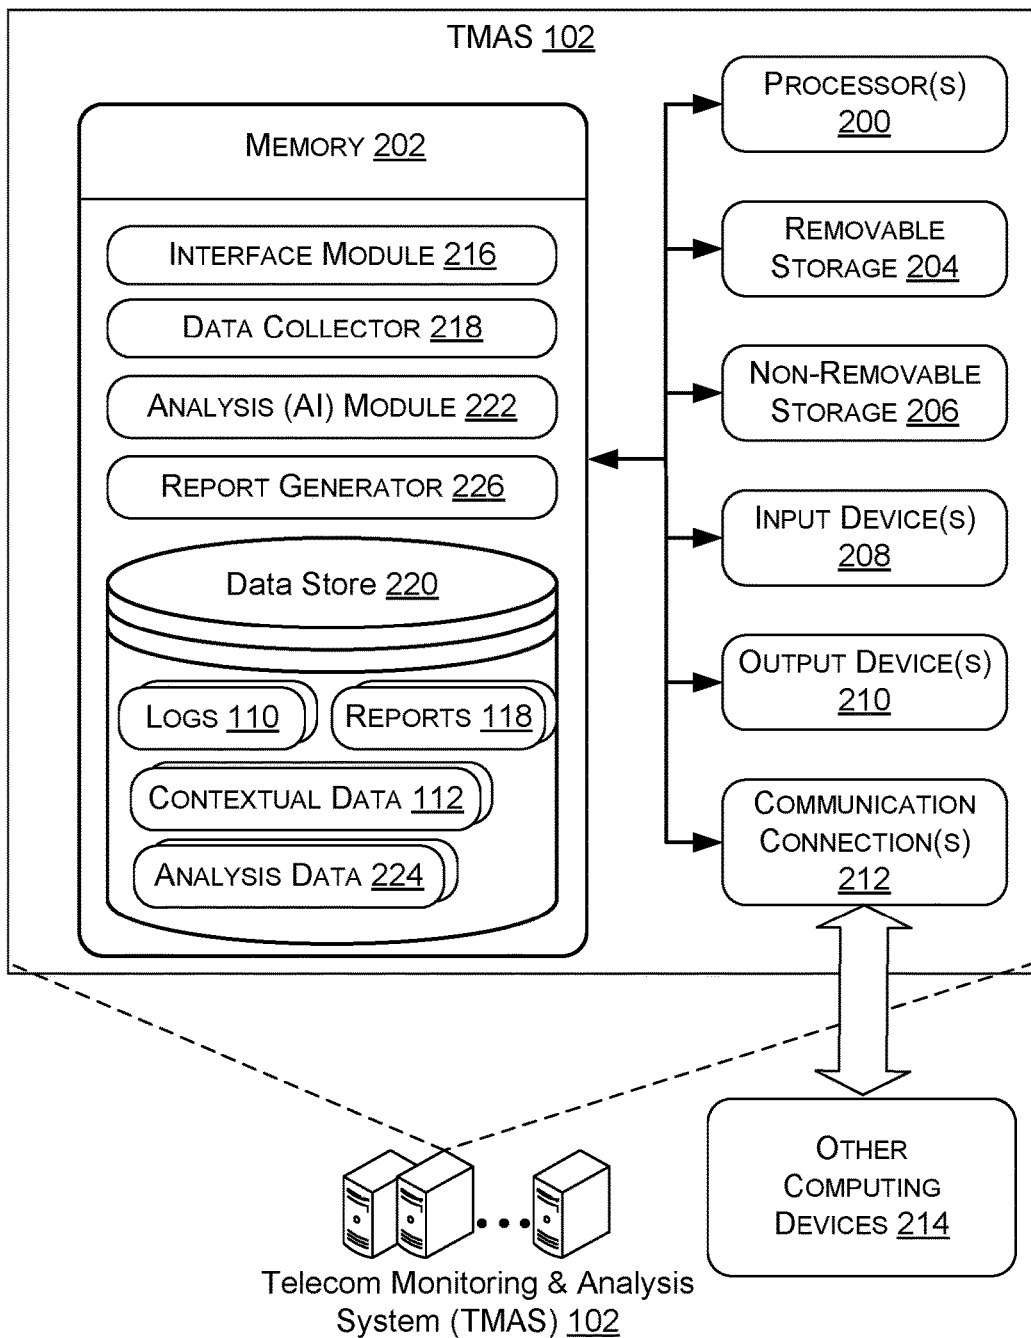 TMAS 102
MEMORY 202
INTERFACE MODULE 216
DATA COLLECTOR 218
ANALYSIS (AI) MODULE 222
REPORT GENERATOR 226
Data Store 220
LOGS 110
REPORTS 118
CONTEXTUAL DATA 112
ANALYSIS DATA 224
PROCESSOR(S)
200
REMOVABLE
STORAGE 204
NON-REMOVABLE
STORAGE 206
INPUT DEVICE(S)
208
OUTPUT DEVICE(S)
210
COMMUNICATION
CONNECTION(S)
212
OTHER
COMPUTING
DEVICES 214
Telecom Monitoring & Analysis
System (TMAS) 102